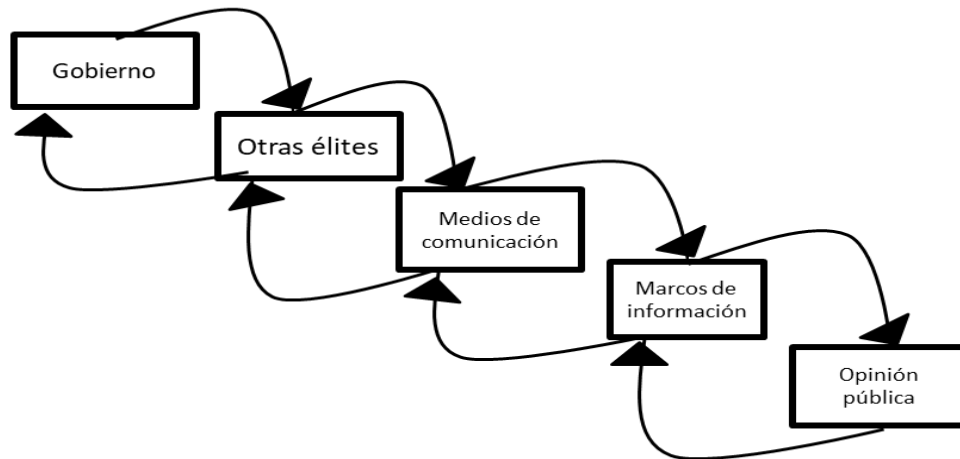 Gobierno
Otras élites
Medios de
comunicación
Marcos de
información
Opinión
pública